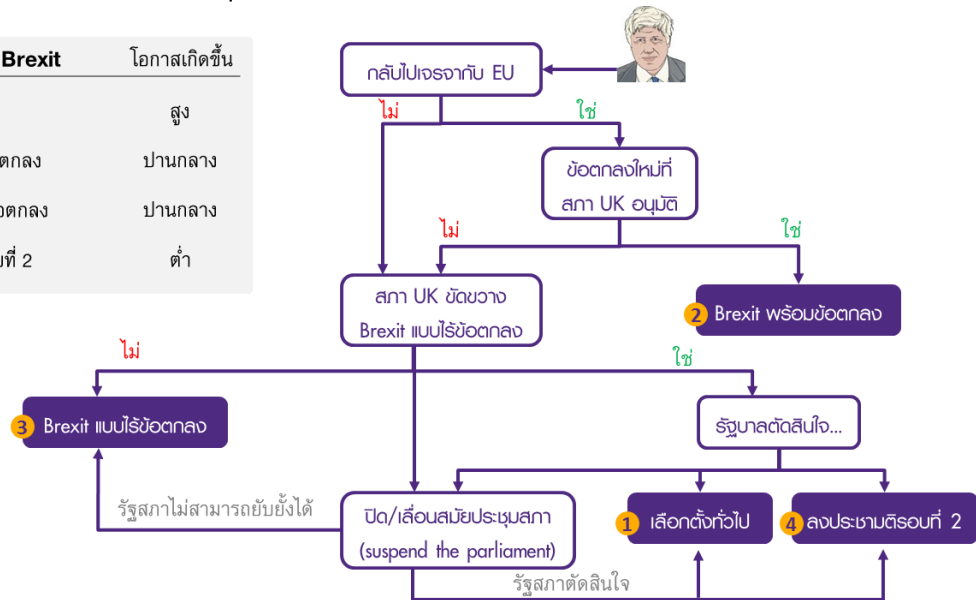 Brexit โอกาสเกิดขึ้น
สูง
ตกลง ปานกลาง
อตกลง ปานกลาง
ที่ 2 ต่ำ
กลับไปเจรจากับ EU
ไม่
ใช่
ข้อตกลงใหม่ที่
สภา UK อนุมัติ
ไม่
ใช่
สภา UK ขัดขวาง
Brexit แบบไร้ข้อตกลง
2 Brexit พร้อมข้อตกลง
ไม่
ใช่
3 Brexit แบบไร้ข้อตกลง
รัฐบาลตัดสินใจ...
รัฐสภาไม่สามารถยับยั้งได้
ปิด/เลื่อนสมัยประชุมสภา
(suspend the parliament)
1 เลือกตั้งทั่วไป
4 ลงประชามติรอบที่ 2
รัฐสภาตัดสินใจ